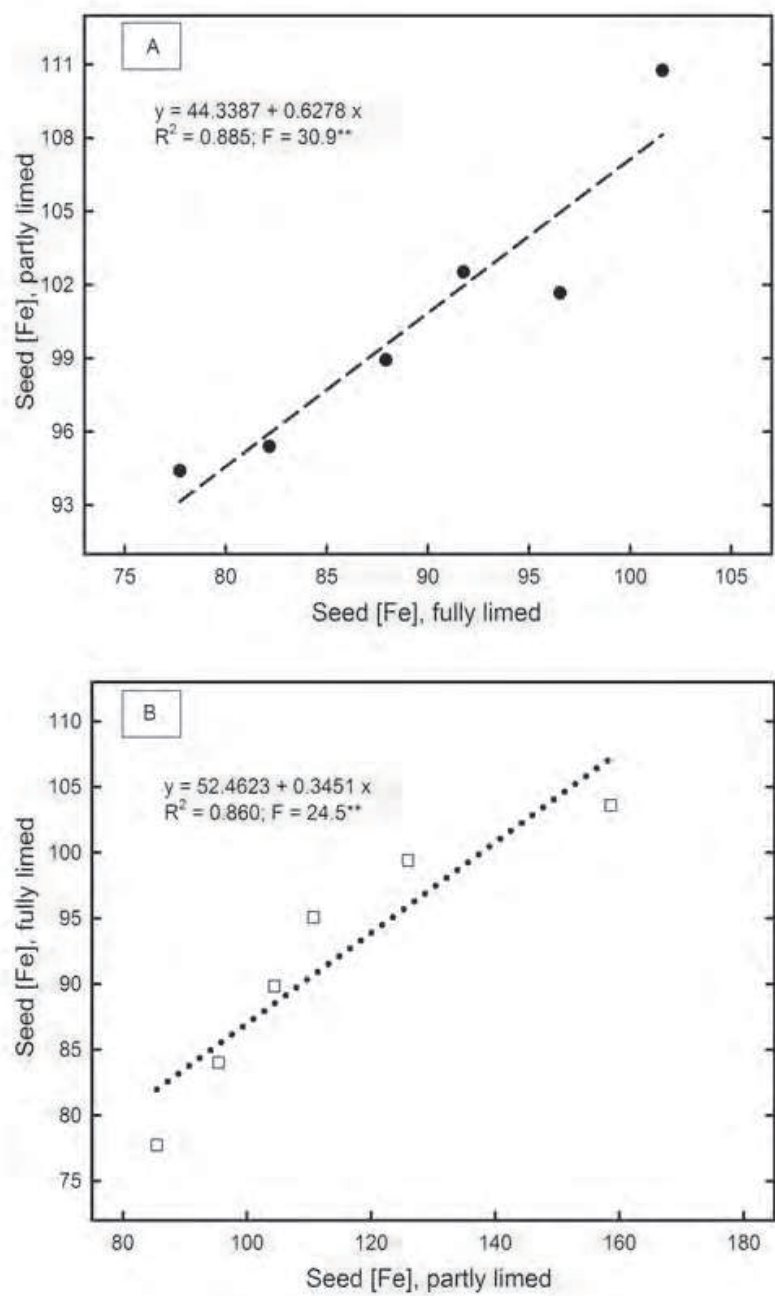 A
y = 44.3387 + 0.6278 x
R² = 0.885; F = 30.9**
111
108
105
102
99
96
93
Seed [Fe], partly limed
75 80 85 90 95 100 105
Seed [Fe], fully limed
B
y = 52.4623 + 0.3451 x
R² = 0.860; F = 24.5**
110
105
100
95
90
85
80
75
Seed [Fe], fully limed
80 100 120 140 160 180
Seed [Fe], partly limed